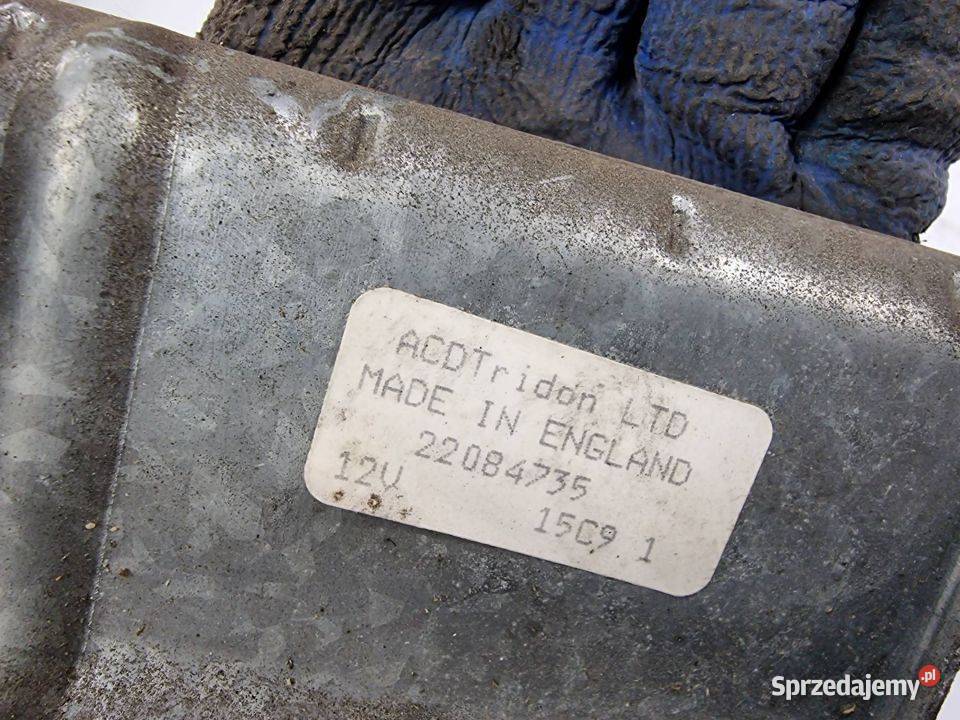 ACDTridon LTD
MADE IN ENGLAND
22084735
12V 15C9 1
Sprzedajemy.pl